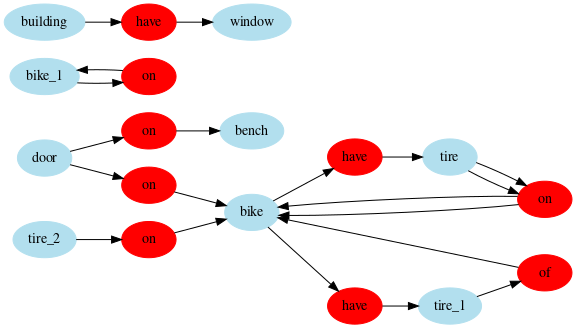 building have window
bike_1 on
on bench
door have tire
on on
bike
tire_2 on
of
have tire_1